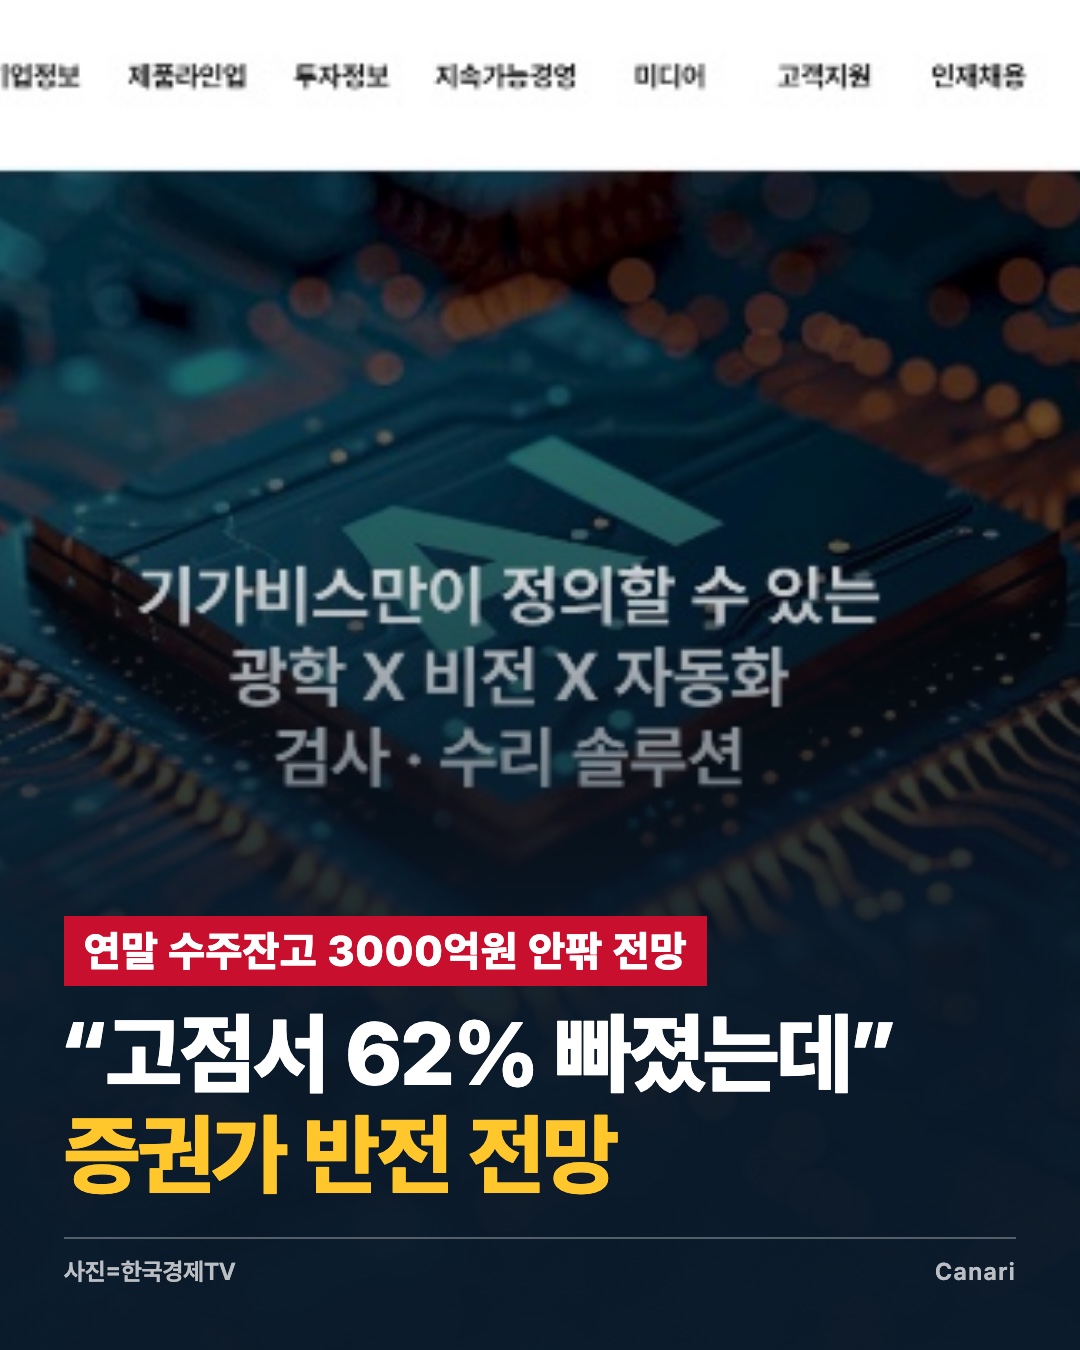 기업정보 제품라인업 투자정보 지속가능경영 미디어 고객지원 인재채용
AI
기가비스만이 정의할 수 있는
광학 X 비전 X 자동화
검사 · 수리 솔루션
연말 수주잔고 3000억원 안팎 전망
“고점서 62% 빠졌는데”
증권가 반전 전망
사진=한국경제TV
Canari